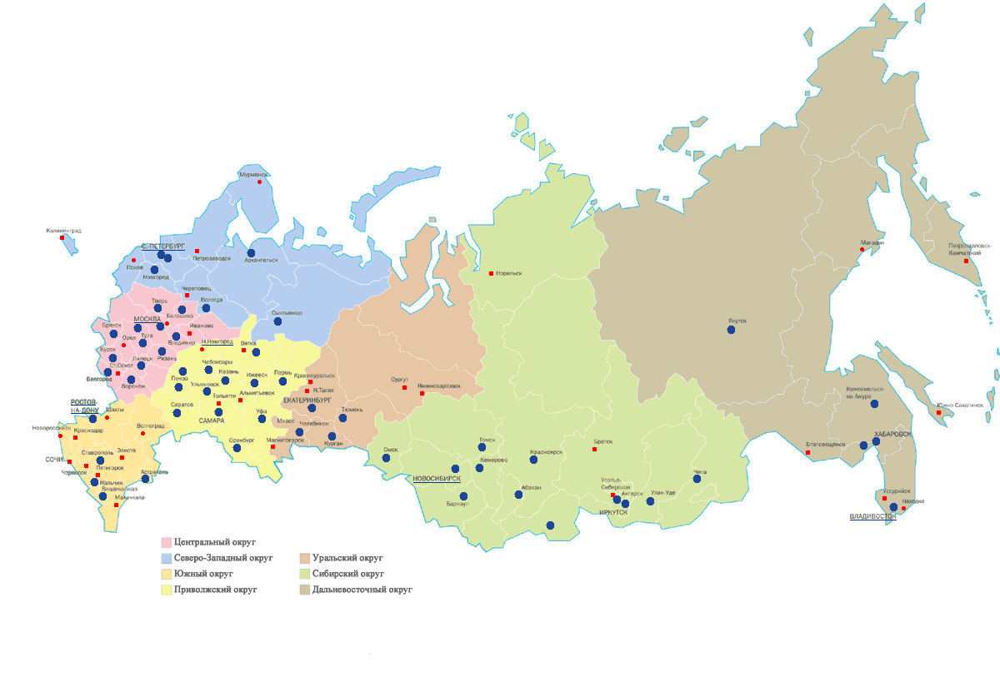 Мурманск
Калининград
С.-ПЕТЕРБУРГ
Петрозаводск
Архангельск
Псков
Новгород
Череповец
Вологда
Сыктывкар
Тверь
Балашиха
МОСКВА
Иваново
Брянск
Орел
Тула
Владимир
Н.Новгород
Вятка
Курск
Липецк
Рязань
Ст.Оскол
Белгород
Воронеж
Чебоксары
Казань
Ижевск
Пермь
Красноуральск
Пенза
Ульяновск
Тольятти
Альметьевск
Н.Тагил
ЕКАТЕРИНБУРГ
Саратов
САМАРА
Уфа
Миасс
Челябинск
Тюмень
Курган
Оренбург
Магнитогорск
РОСТОВ-
НА-ДОНУ
Шахты
Новороссийск
Краснодар
Волгоград
СОЧИ
Ставрополь
Элиста
Черкесск
Пятигорск
Астрахань
Нальчик
Владикавказ
Махачкала
Сургут
Нижневартовск
Норильск
Омск
Томск
Кемерово
НОВОСИБИРСК
Барнаул
Красноярск
Абакан
Братск
Усолье-
Сибирское
Ангарск
ИРКУТСК
Улан-Удэ
Чита
Якутск
Магадан
Петропавловск-
Камчатский
Комсомольск-
на-Амуре
Южно-Сахалинск
ХАБАРОВСК
Благовещенск
Уссурийск
Находка
ВЛАДИВОСТОК
Центральный округ
Северо-Западный округ
Южный округ
Приволжский округ
Уральский округ
Сибирский округ
Дальневосточный округ